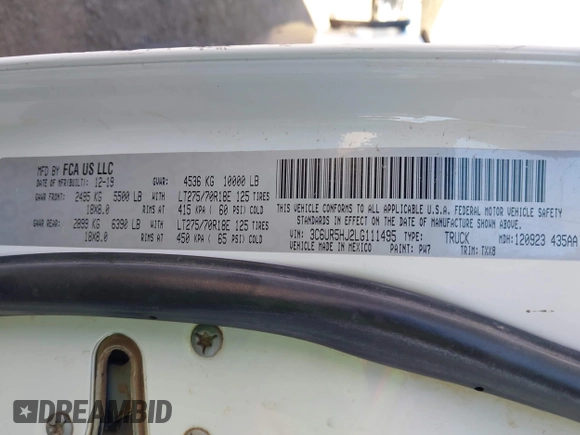 MFD BY FCA US LLC
DATE OF MFR(BUILT): 12-19 GVWR: 4536 KG 10000 LB
GAWR FRONT: 2495 KG 5500 LB WITH LT275/70R18E 125 TIRES
18X8.0 RIMS AT 415 KPA ( 60 PSI) COLD
GAWR REAR: 2899 KG 6390 LB WITH LT275/70R18E 125 TIRES
18X8.0 RIMS AT 450 KPA ( 65 PSI) COLD
THIS VEHICLE CONFORMS TO ALL APPLICABLE U.S.A. FEDERAL MOTOR VEHICLE SAFETY
STANDARDS IN EFFECT ON THE DATE OF MANUFACTURE SHOWN ABOVE.
VIN: 3C6UR5HJ2LG111495 TYPE: TRUCK MDH:120923 435AA
MADE IN MEXICO PAINT: PW7 TRIM: TXX8
DREAMBID